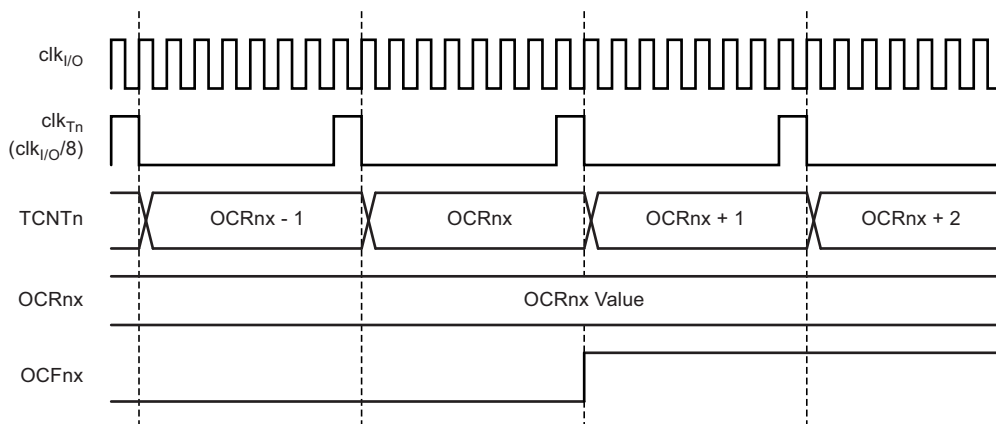 clkI/O
clkTn
(clkI/O/8)
TCNTn OCRnx - 1 OCRnx OCRnx + 1 OCRnx + 2
OCRnx OCRnx Value
OCFnx